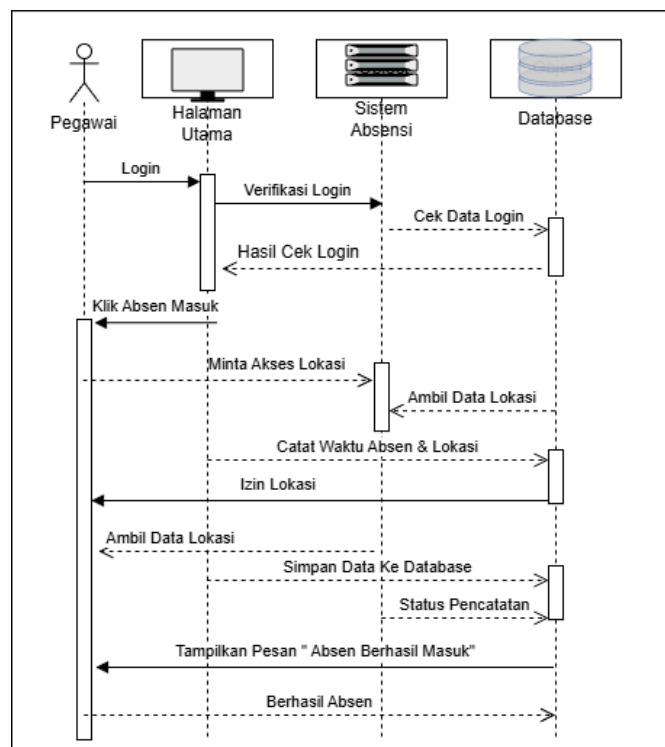 Pegawai
Halaman
Utama
Sistem
Absensi
Database
Login
Verifikasi Login
Cek Data Login
Hasil Cek Login
Klik Absen Masuk
Minta Akses Lokasi
Ambil Data Lokasi
Catat Waktu Absen & Lokasi
Izin Lokasi
Ambil Data Lokasi
Simpan Data Ke Database
Status Pencatatan
Tampilkan Pesan " Absen Berhasil Masuk"
Berhasil Absen